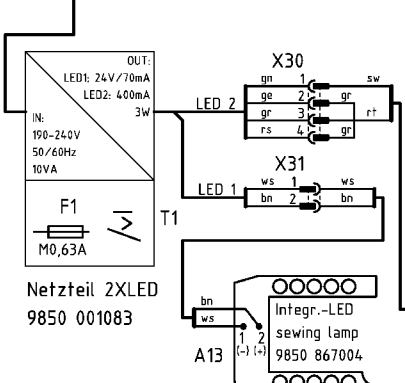 OUT:
LED1: 24V/70mA
LED2: 400mA
3W
IN:
190-240V
50/60Hz
10VA
F1
M0,63A
T1
Netzteil 2XLED
9850 001083
LED 2
X30
gn 1 sw
ge 2 gr
gr 3 rt
rs 4 gr
X31
LED 1
ws 1 ws
bn 2 bn
bn
ws
1 2
(-) (+)
A13
Integr.-LED
sewing lamp
9850 867004